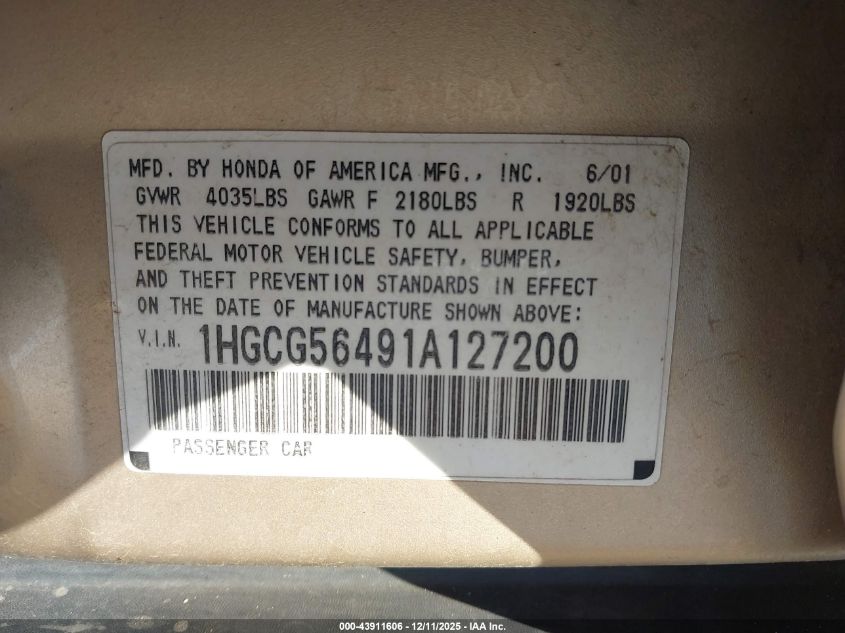 MFD. BY HONDA OF AMERICA MFG., INC. 6/01
GVWR 4035LBS GAWR F 2180LBS R 1920LBS
THIS VEHICLE CONFORMS TO ALL APPLICABLE
FEDERAL MOTOR VEHICLE SAFETY, BUMPER,
AND THEFT PREVENTION STANDARDS IN EFFECT
ON THE DATE OF MANUFACTURE SHOWN ABOVE:
V.I.N. 1HGCG56491A127200
PASSENGER CAR
000-43911606 - 12/11/2025 - IAA Inc.